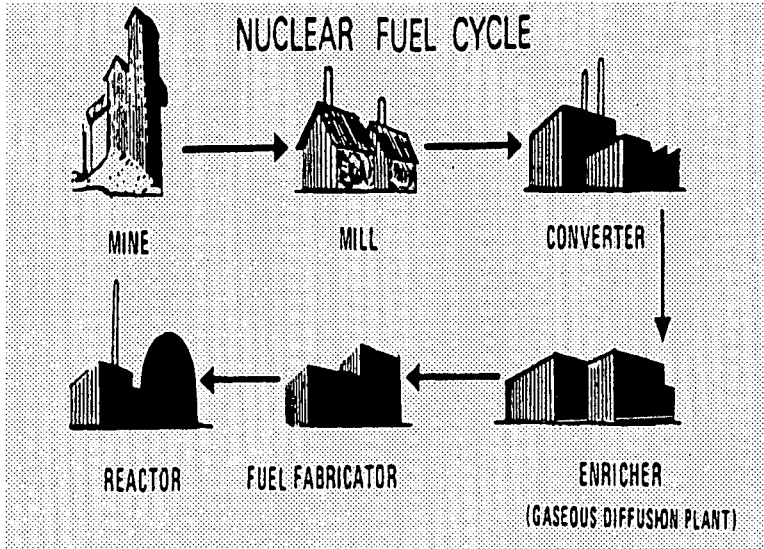 NUCLEAR FUEL CYCLE
MINE
MILL
CONVERTER
REACTOR
FUEL FABRICATOR
ENRICHER
(GASEOUS DIFFUSION PLANT)